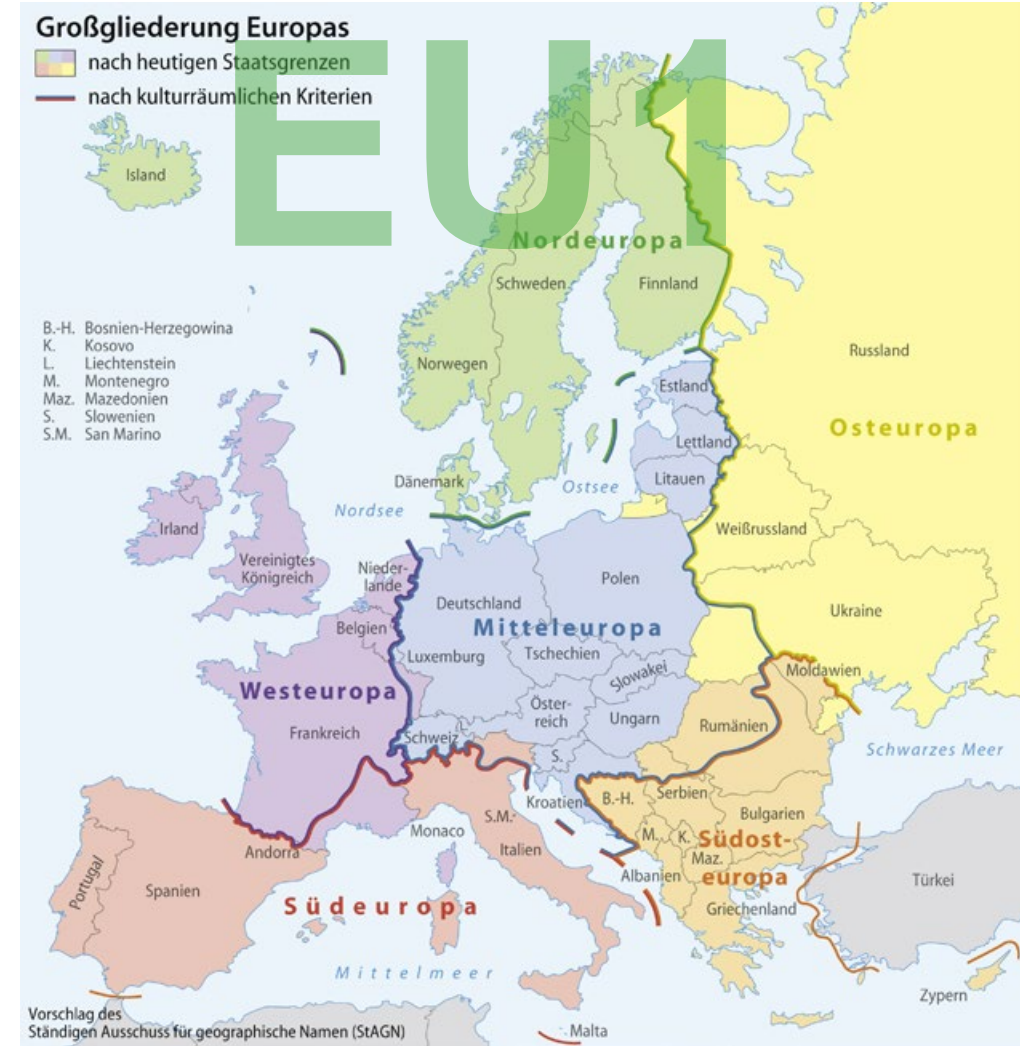 Großgliederung Europas
nach heutigen Staatsgrenzen
nach kulturräumlichen Kriterien
EU1
Island
Nordeuropa
Schweden
Finnland
Norwegen
B.-H. Bosnien-Herzegowina
K. Kosovo
L. Liechtenstein
M. Montenegro
Maz. Mazedonien
S. Slowenien
S.M. San Marino
Russland
Estland
Osteuropa
Lettland
Dänemark
Litauen
Ostsee
Nordsee
Irland
Weißrussland
Vereinigtes
Königreich
Nieder-
lande
Polen
Deutschland
Ukraine
Belgien
Mitteleuropa
Luxemburg
Tschechien
Slowakei
Moldawien
Westeuropa
Öster-
reich
Ungarn
Rumänien
Frankreich
Schweiz
L.
S.
Schwarzes Meer
Kroatien
B.-H.
Serbien
Bulgarien
S.M.
Monaco
M.
K.
Südost-
europa
Maz.
Italien
Andorra
Albanien
Portugal
Spanien
Türkei
Südeuropa
Griechenland
Mittelmeer
Zypern
Malta
Vorschlag des
Ständigen Ausschuss für geographische Namen (StAGN)